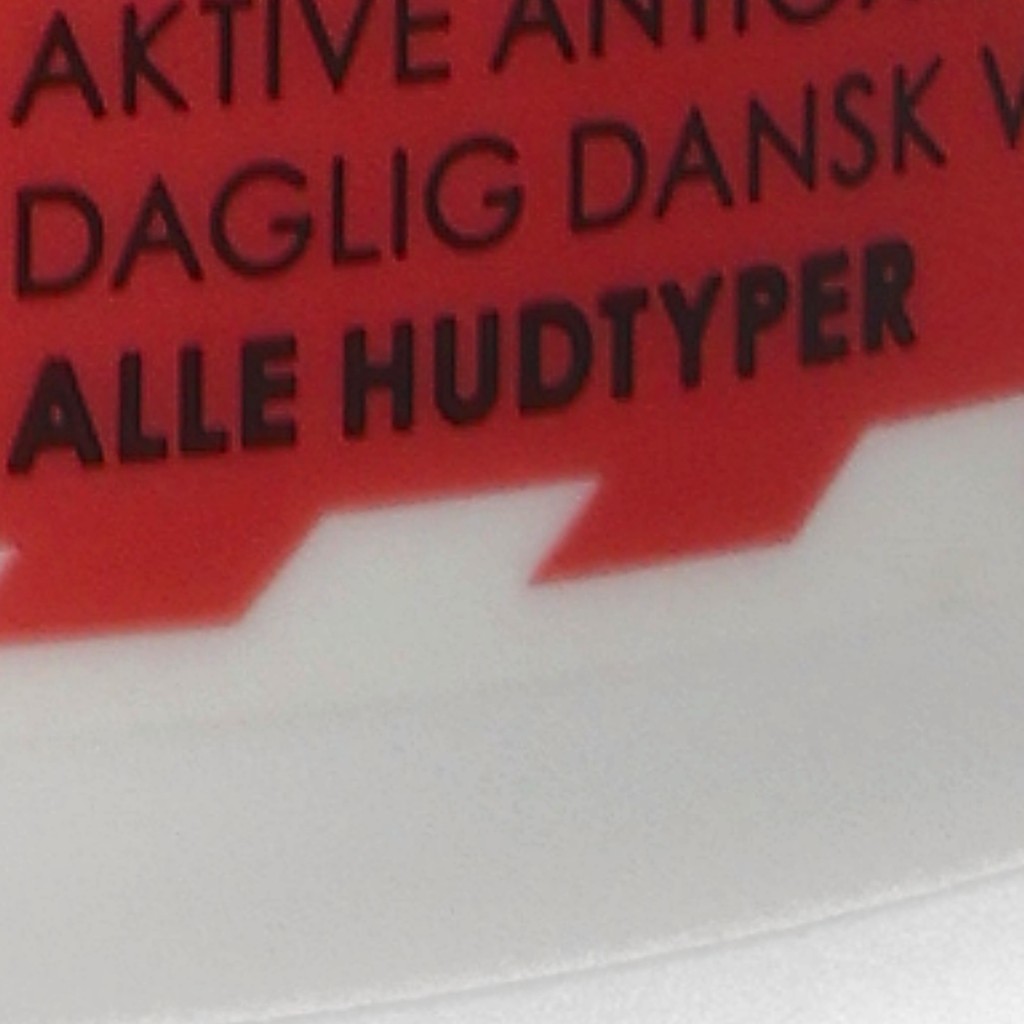 AKTIVE
DAGLIG DANSK
ALLE HUDTYPER